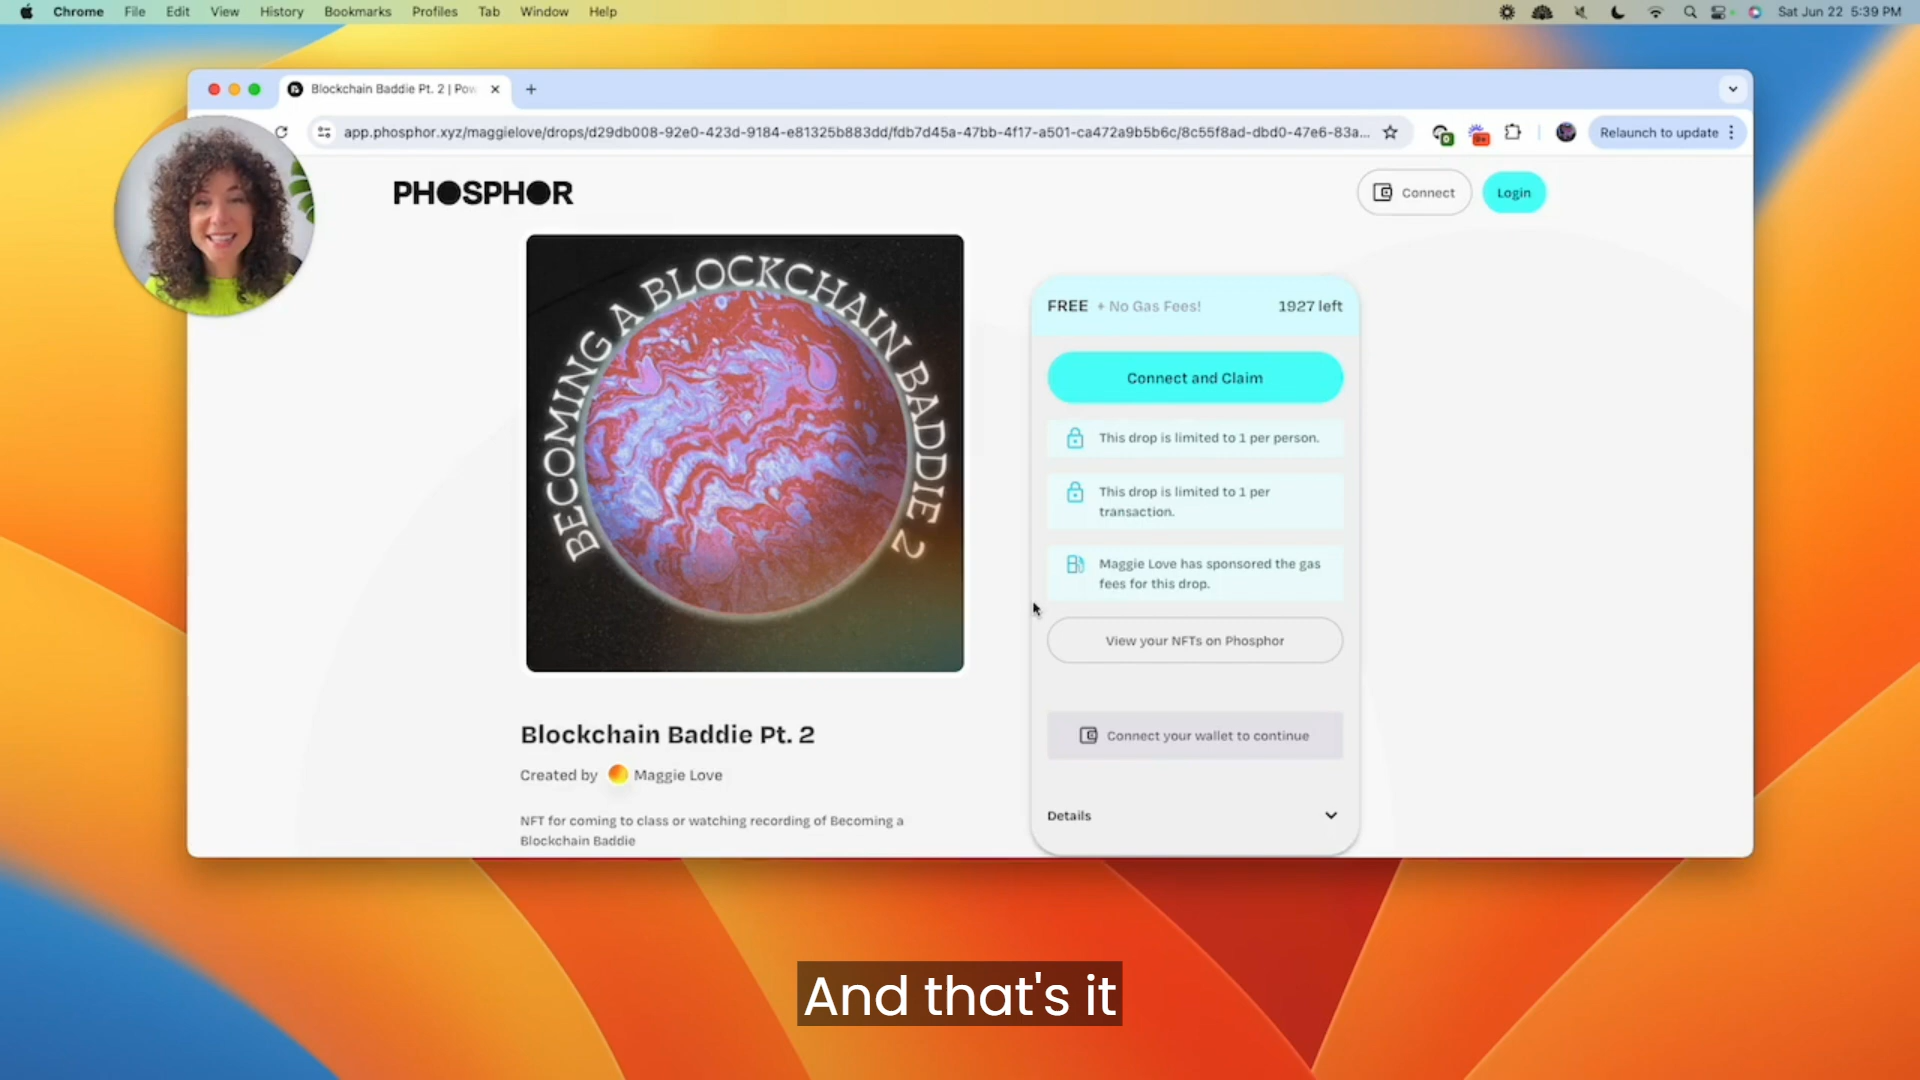 Chrome File Edit View History Bookmarks Profiles Tab Window Help
Sat Jun 22 5:39 PM
Blockchain Baddie Pt. 2 | Pow
app.phosphor.xyz/maggielove/drops/d29db008-92e0-423d-9184-e81325b883dd/fdb7d45a-47bb-4f17-a501-ca472a9b5b6c/8c55f8ad-dbd0-47e6-83a...
Relaunch to update
PHOSPHOR
Connect
Login
BECOMING A BLOCKCHAIN BADDIE 2
FREE + No Gas Fees!
1927 left
Connect and Claim
This drop is limited to 1 per person.
This drop is limited to 1 per
transaction.
Maggie Love has sponsored the gas
fees for this drop.
View your NFTs on Phosphor
Connect your wallet to continue
Details
Blockchain Baddie Pt. 2
Created by Maggie Love
NFT for coming to class or watching recording of Becoming a
Blockchain Baddie
And that's it